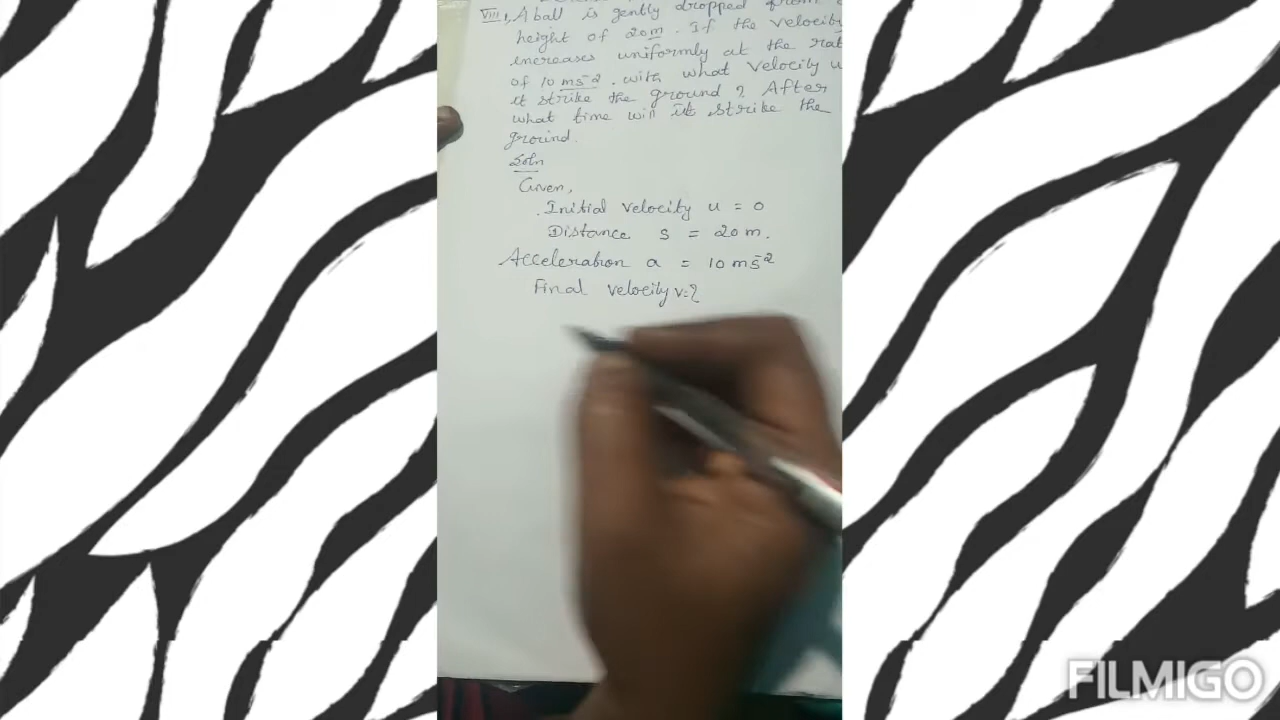 VIII, A ball is gently dropped from a
height of 20m. If the velocity
increases uniformly at the rat
of 10 ms⁻². with what velocity w
it strike the ground ? After
what time will it strike the
ground.
Soln
Given,
Initial velocity u = 0
Distance s = 20 m.
Acceleration a = 10 ms⁻²
Final velocity v=?
FILMIGO